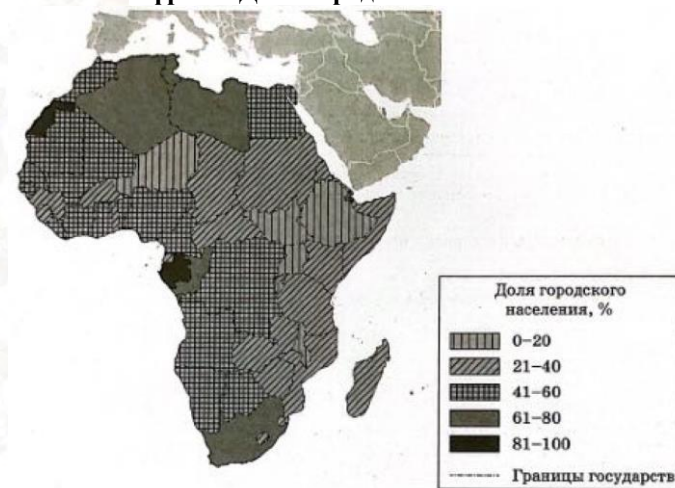 Доля городского
населения, %
0–20
21–40
41–60
61–80
81–100
Границы государств